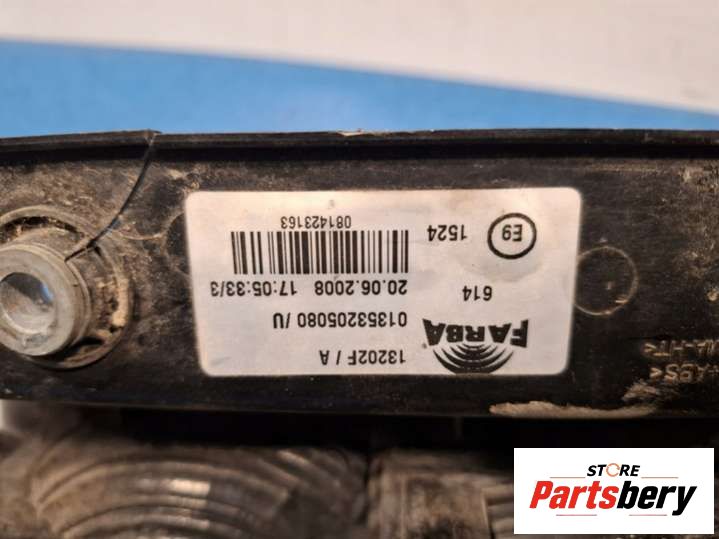 13202F / A
FARBA
01353205080 /U
614
20.06.2008 17:05:33/3
081423163
E9
1524
STORE
Partsbery